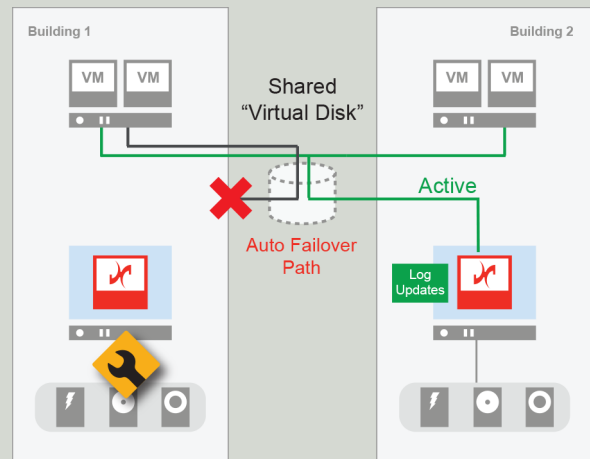 Building 1
Building 2
VM VM
VM VM
Shared
“Virtual Disk”
Active
Auto Failover
Path
Log
Updates